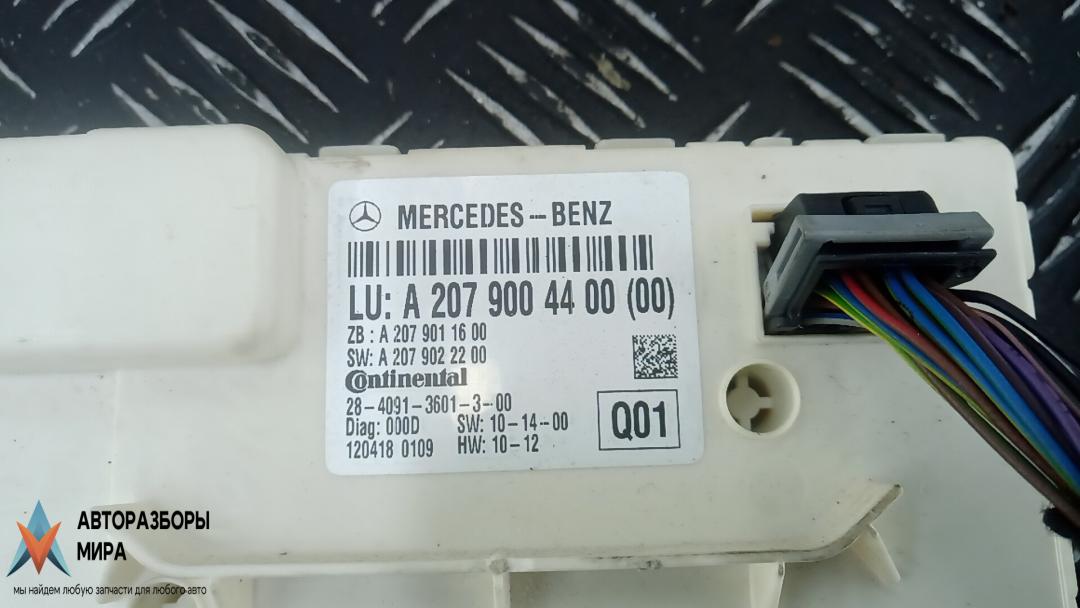 MERCEDES--BENZ
LU: A 207 900 44 00 (00)
ZB : A 207 901 16 00
SW: A 207 902 22 00
Continental
28-4091-3601-3-00
Diag: 000D SW: 10-14-00
120418 0109 HW: 10-12
Q01
АВТОРАЗБОРЫ
МИРА
мы найдем любую запчасти для любого авто